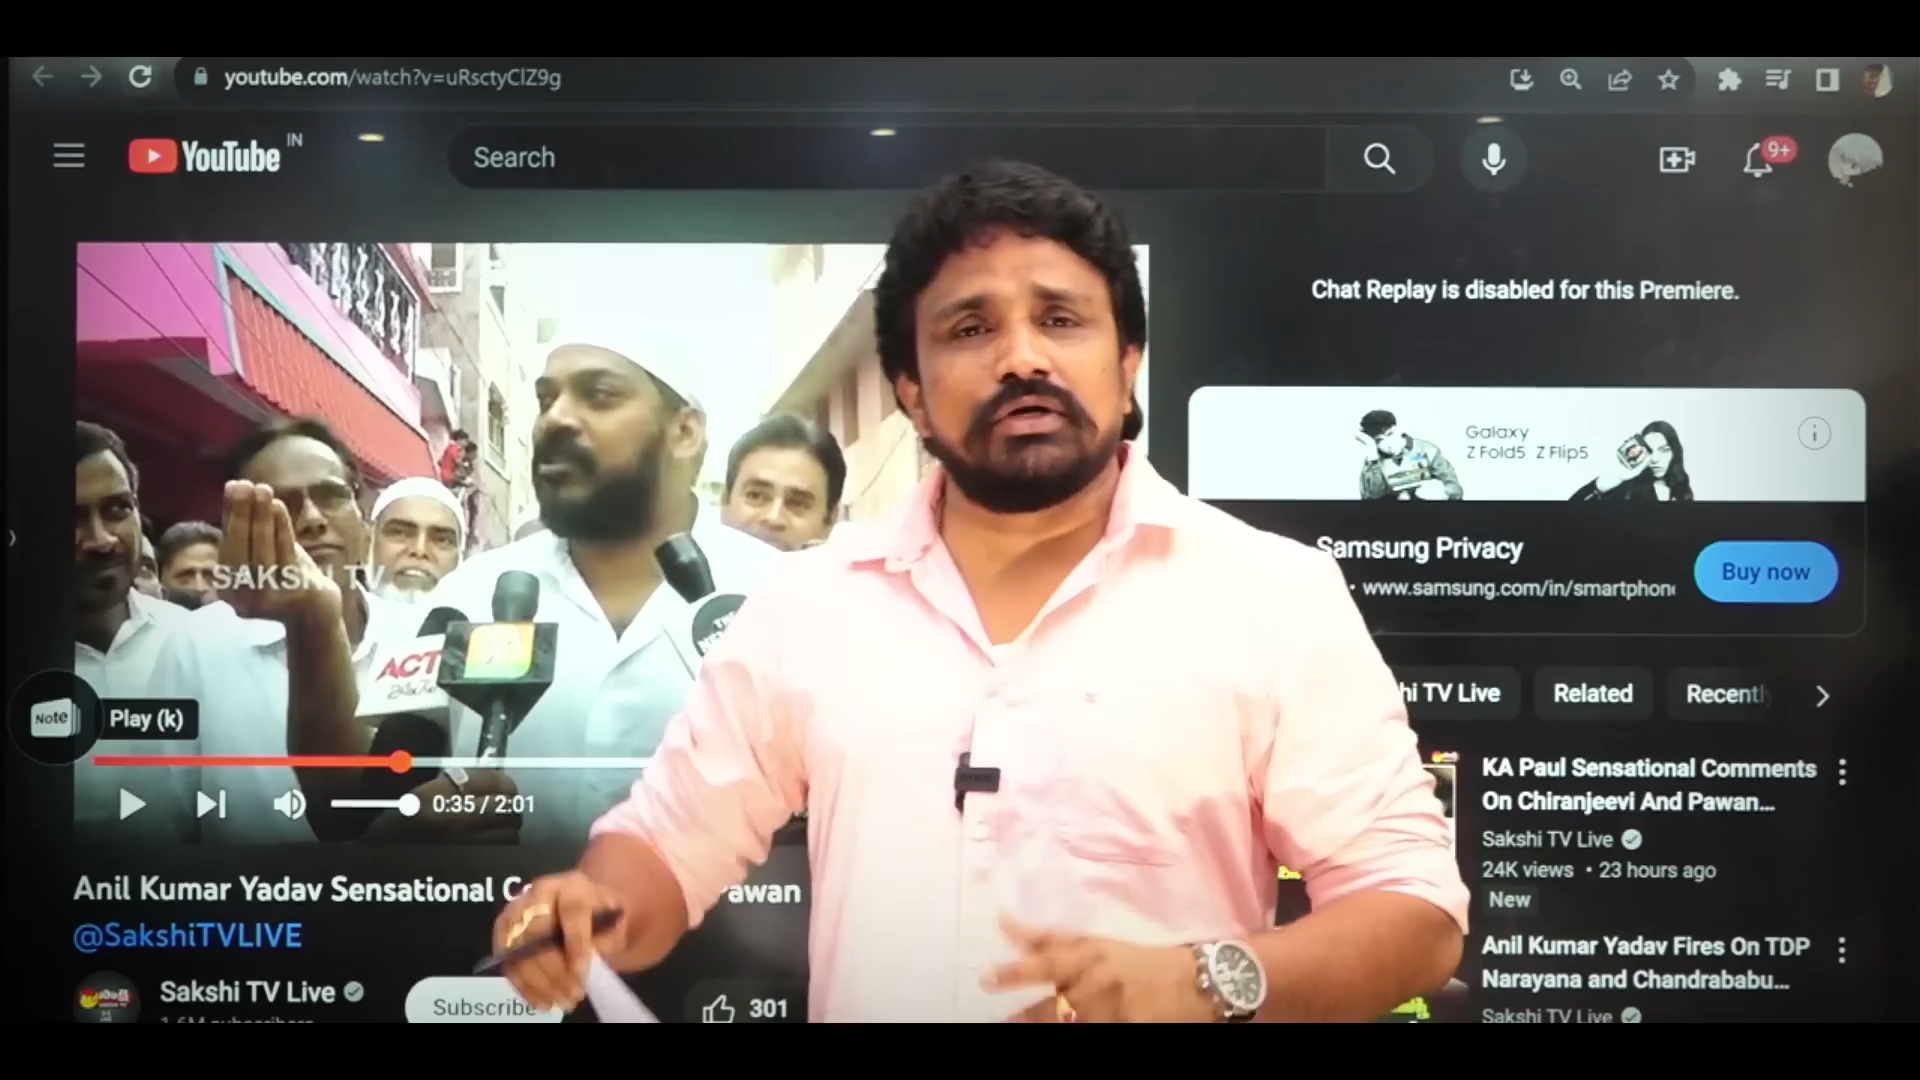 youtube.com/watch?v=uRsctyClZ9g
YouTube IN
Search
9+
Chat Replay is disabled for this Premiere.
Galaxy
Z Fold5 Z Flip5
Samsung Privacy
www.samsung.com/in/smartphon
Buy now
SAKSHI TV
ACT
24x7
Note
Play (k)
0:35 / 2:01
TV Live
Related
Recently
Anil Kumar Yadav Sensational
Pawan
@SakshiTVLIVE
Sakshi TV Live
Subscribe
301
KA Paul Sensational Comments
On Chiranjeevi And Pawan...
Sakshi TV Live
24K views • 23 hours ago
New
Anil Kumar Yadav Fires On TDP
Narayana and Chandrababu...
Sakshi TV Live